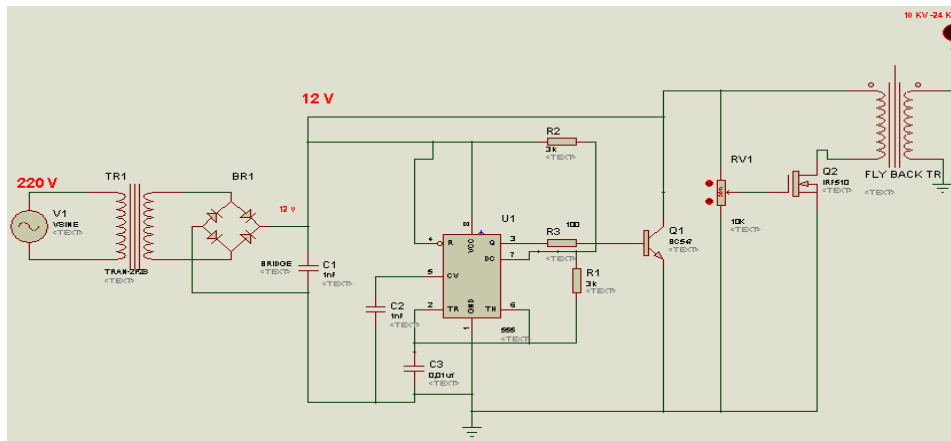 10 KV-24 K
12 V
220 V
TR1
BR1
12 v
V1
VSINE
<TEXT>
TRAN-2P2S
<TEXT>
BRIDGE
<TEXT>
C1
1nf
<TEXT>
R2
3k
<TEXT>
U1
4
R
8
VCC
Q
3
DC
7
5
CV
2
TR
GND
1
TH
6
555
<TEXT>
R3
100
<TEXT>
R1
3k
<TEXT>
C2
1nf
<TEXT>
C3
0,01uf
<TEXT>
Q1
BC547
<TEXT>
RV1
10K
<TEXT>
Q2
IRF510
<TEXT>
FLY BACK TR
<TEXT>